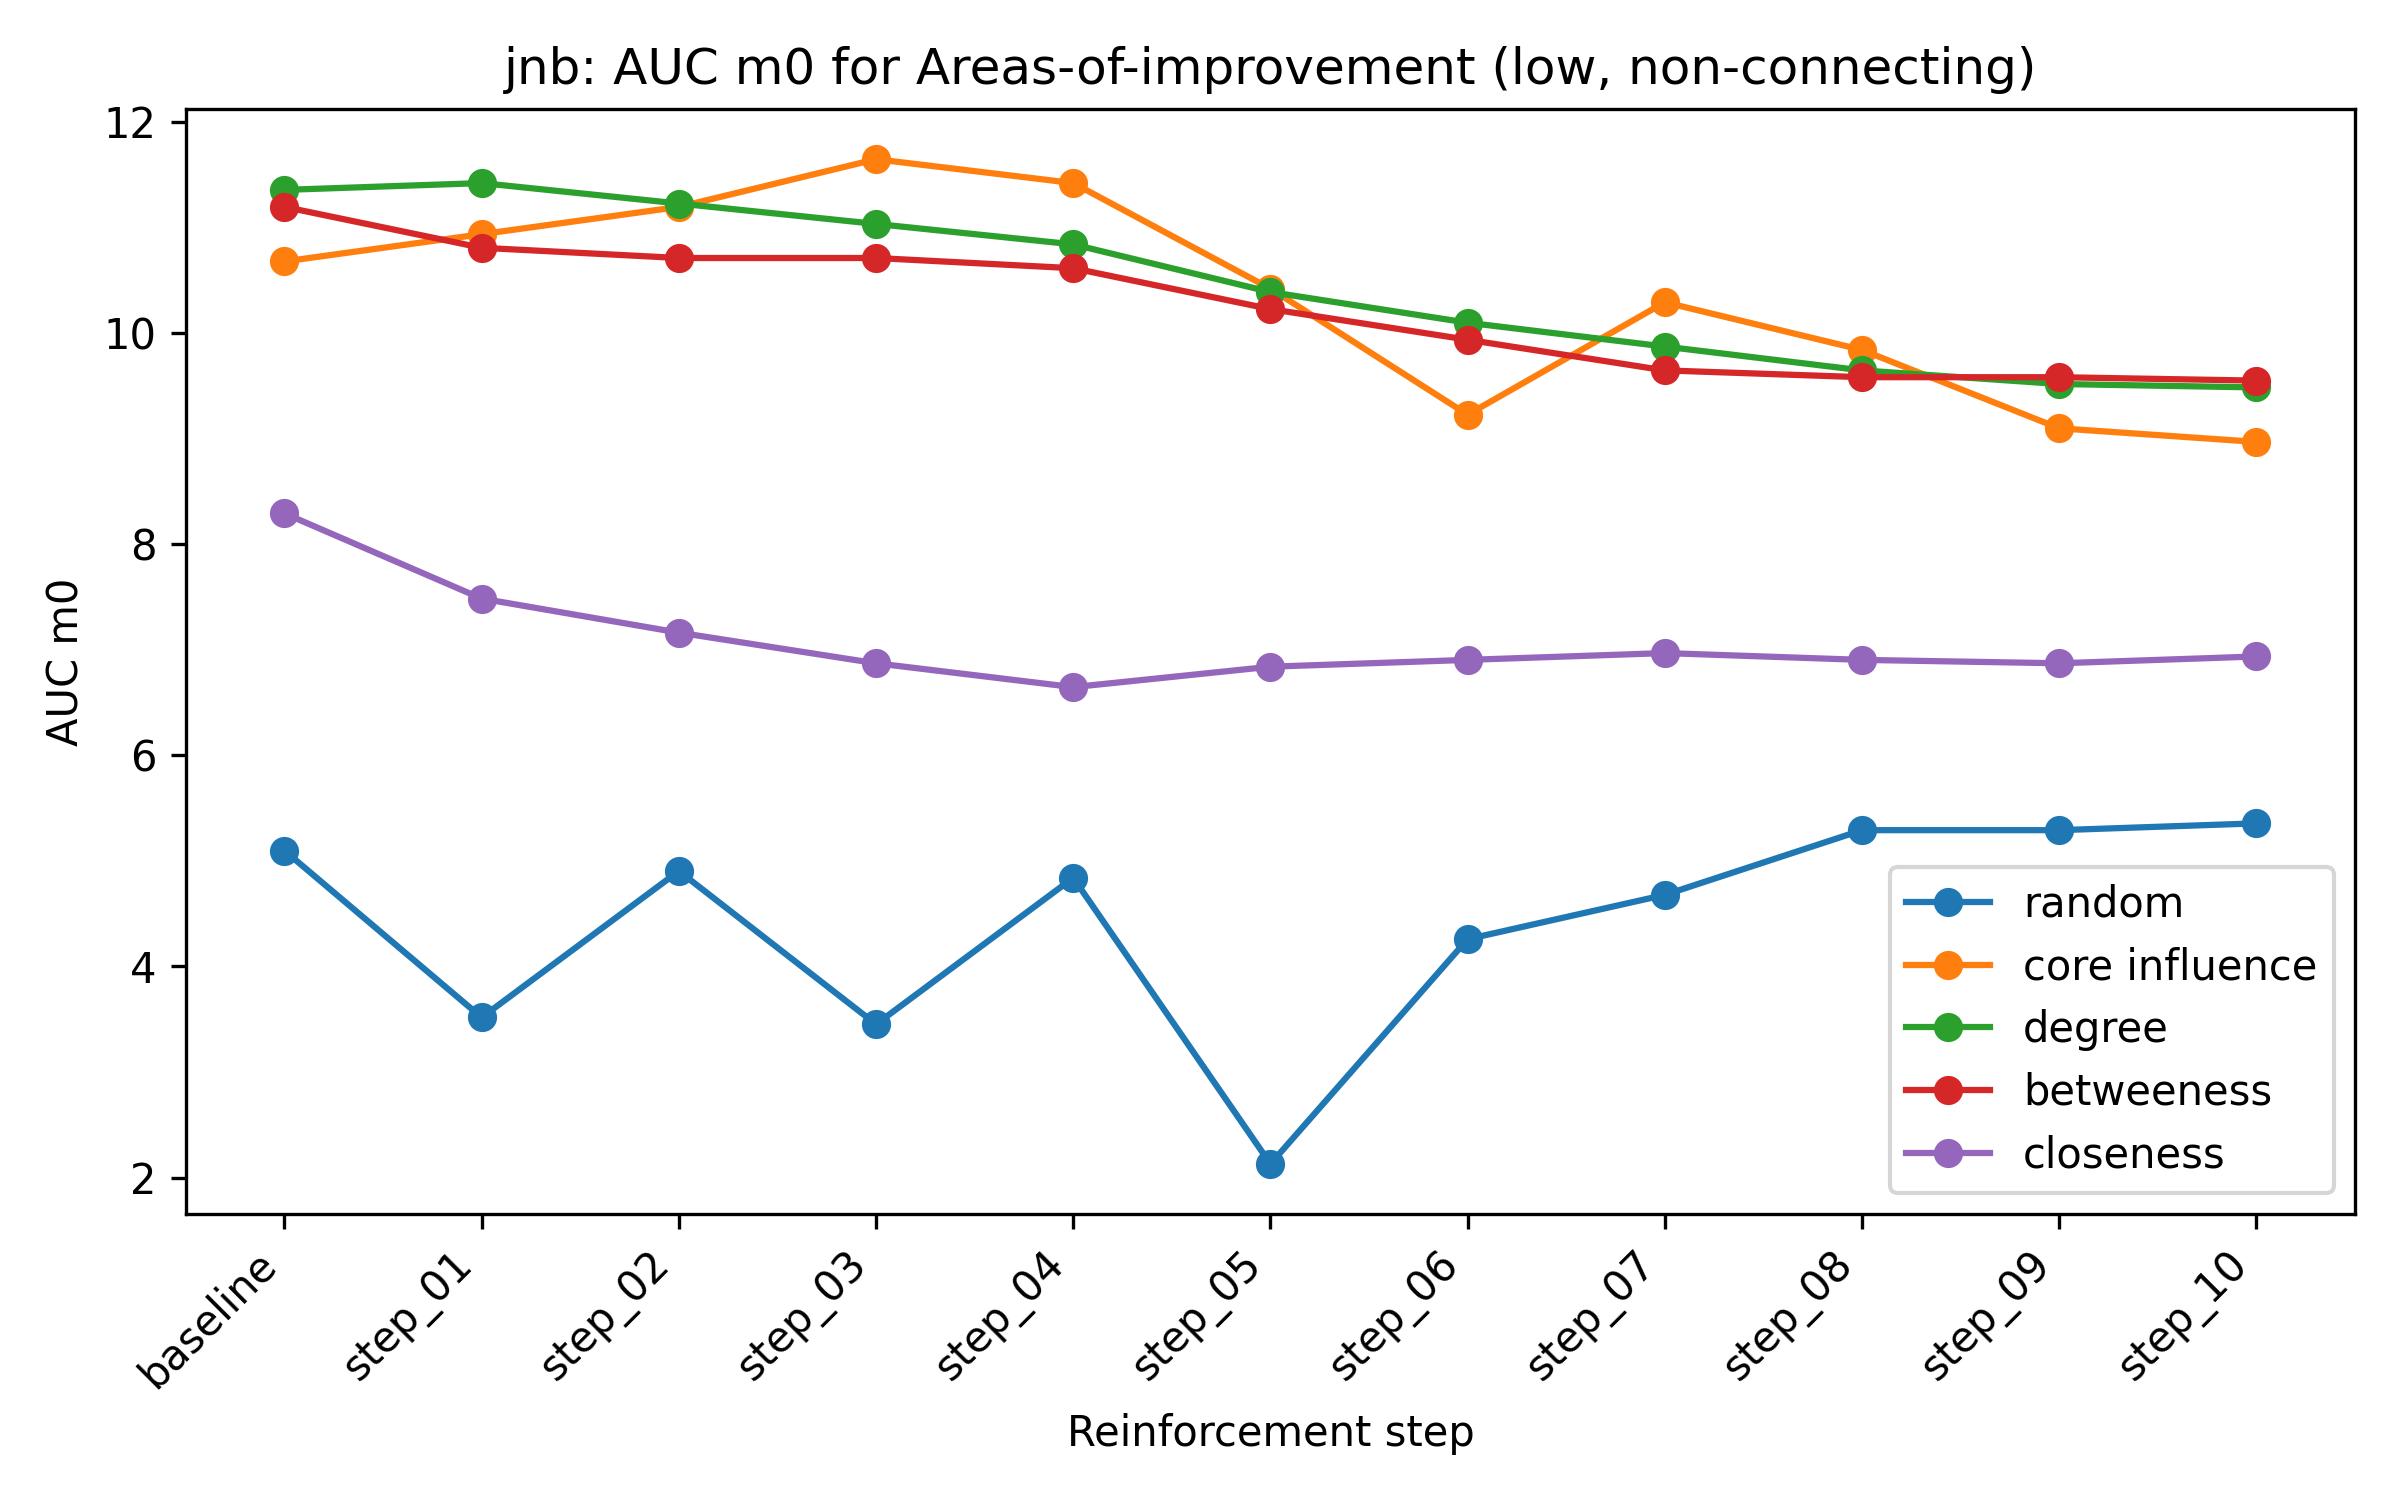 jnb: AUC m0 for Areas-of-improvement (low, non-connecting)
12
10
8
6
4
2
AUC m0
random
core influence
degree
betweeness
closeness
baseline
step_01
step_02
step_03
step_04
step_05
step_06
step_07
step_08
step_09
step_10
Reinforcement step